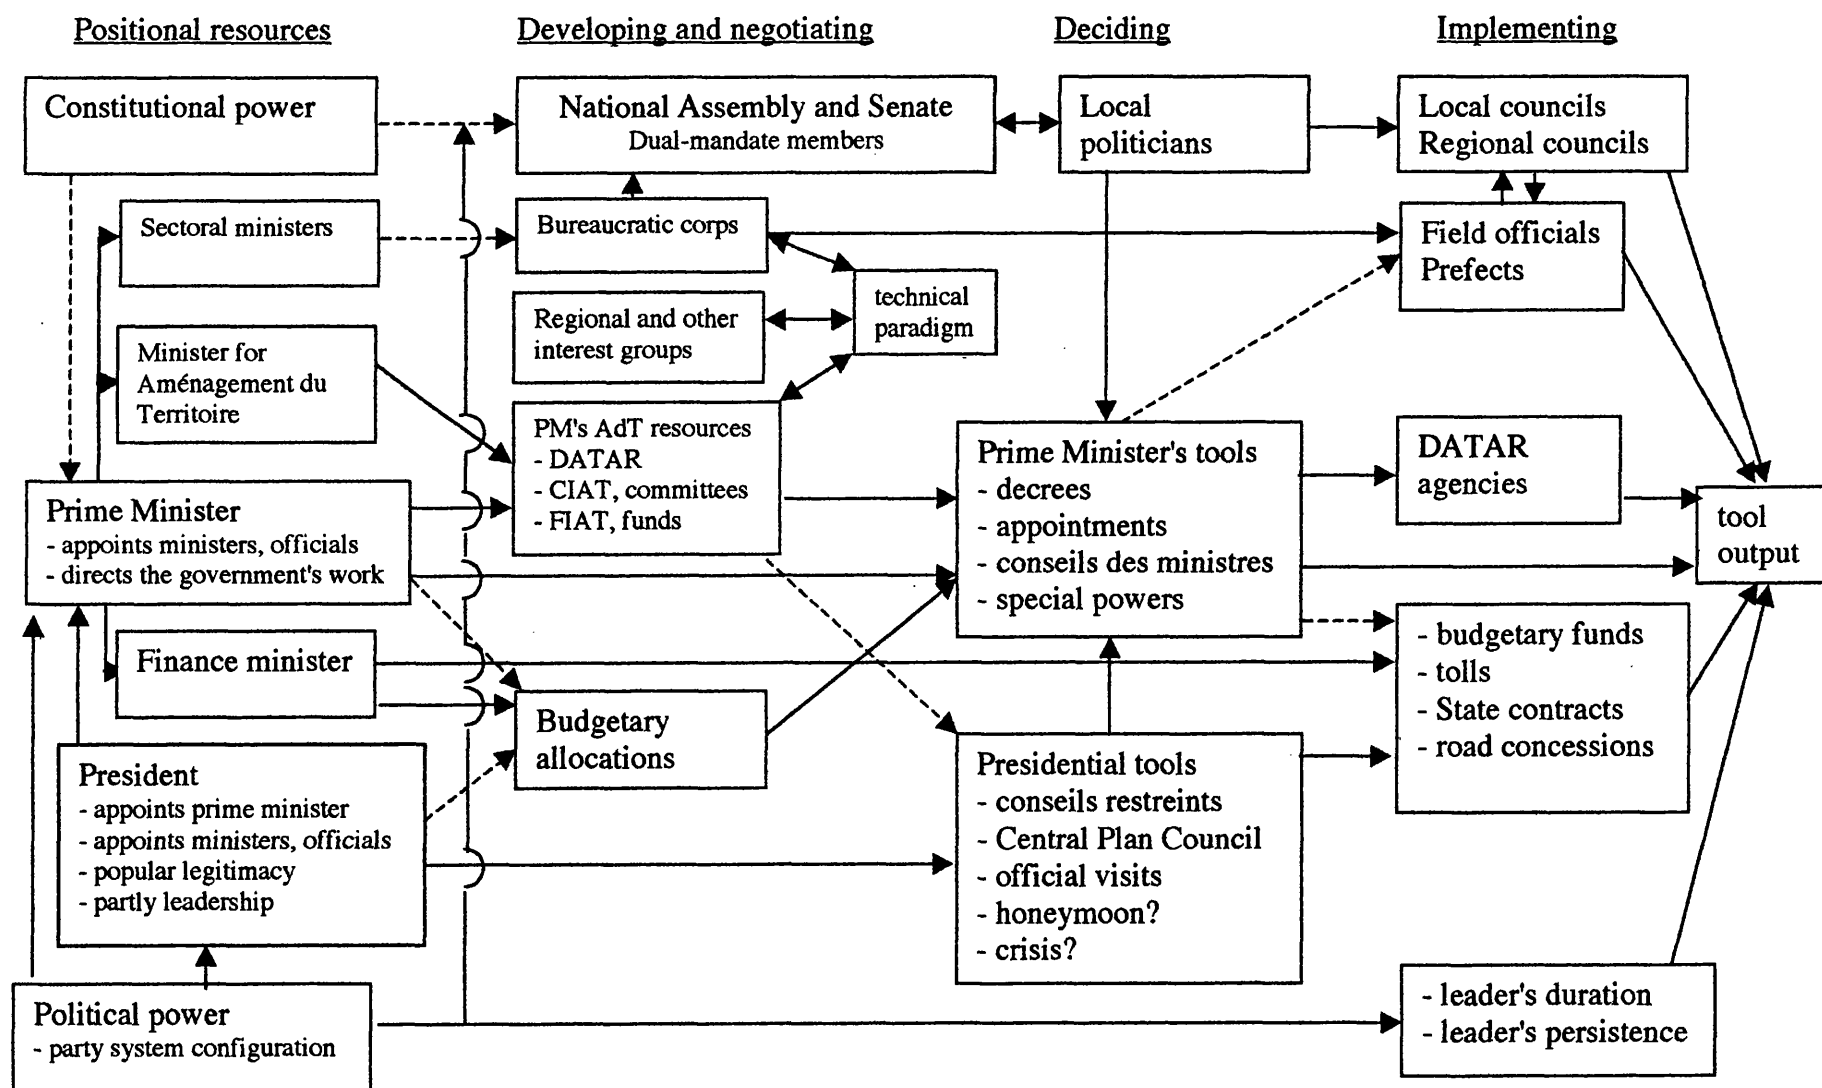 Positional resources
Developing and negotiating
Deciding
Implementing
Constitutional power
National Assembly and Senate
Dual-mandate members
Local
politicians
Local councils
Regional councils
Sectoral ministers
Bureaucratic corps
Field officials
Prefects
technical
paradigm
Regional and other
interest groups
Minister for
Aménagement du
Territoire
PM's AdT resources
- DATAR
- CIAT, committees
- FIAT, funds
Prime Minister's tools
- decrees
- appointments
- conseils des ministres
- special powers
DATAR
agencies
tool
output
Prime Minister
- appoints ministers, officials
- directs the government's work
Finance minister
Budgetary
allocations
- budgetary funds
- tolls
- State contracts
- road concessions
President
- appoints prime minister
- appoints ministers, officials
- popular legitimacy
- partly leadership
Presidential tools
- conseils restreints
- Central Plan Council
- official visits
- honeymoon?
- crisis?
Political power
- party system configuration
- leader's duration
- leader's persistence